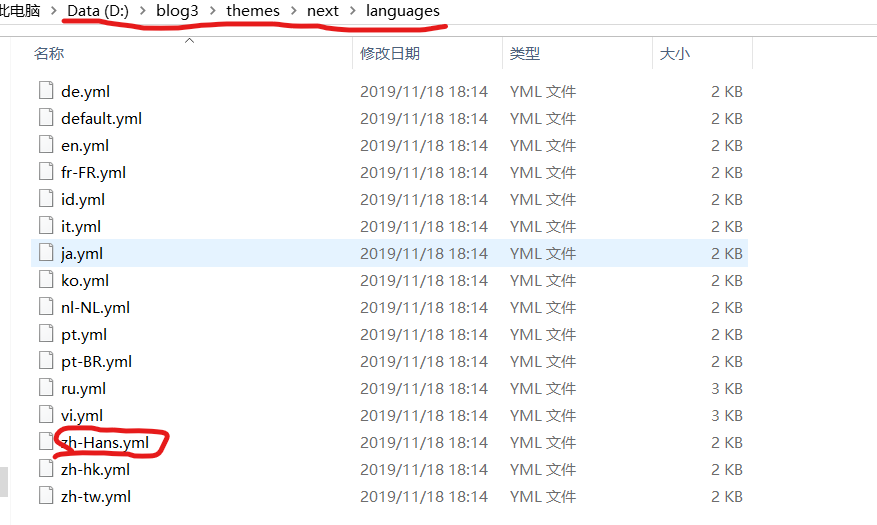 此电脑 > Data (D:) > blog3 > themes > next > languages
名称 修改日期 类型 大小
de.yml 2019/11/18 18:14 YML 文件 2 KB
default.yml 2019/11/18 18:14 YML 文件 2 KB
en.yml 2019/11/18 18:14 YML 文件 2 KB
fr-FR.yml 2019/11/18 18:14 YML 文件 2 KB
id.yml 2019/11/18 18:14 YML 文件 2 KB
it.yml 2019/11/18 18:14 YML 文件 2 KB
ja.yml 2019/11/18 18:14 YML 文件 2 KB
ko.yml 2019/11/18 18:14 YML 文件 2 KB
nl-NL.yml 2019/11/18 18:14 YML 文件 2 KB
pt.yml 2019/11/18 18:14 YML 文件 2 KB
pt-BR.yml 2019/11/18 18:14 YML 文件 2 KB
ru.yml 2019/11/18 18:14 YML 文件 3 KB
vi.yml 2019/11/18 18:14 YML 文件 3 KB
zh-Hans.yml 2019/11/18 18:14 YML 文件 2 KB
zh-hk.yml 2019/11/18 18:14 YML 文件 2 KB
zh-tw.yml 2019/11/18 18:14 YML 文件 2 KB